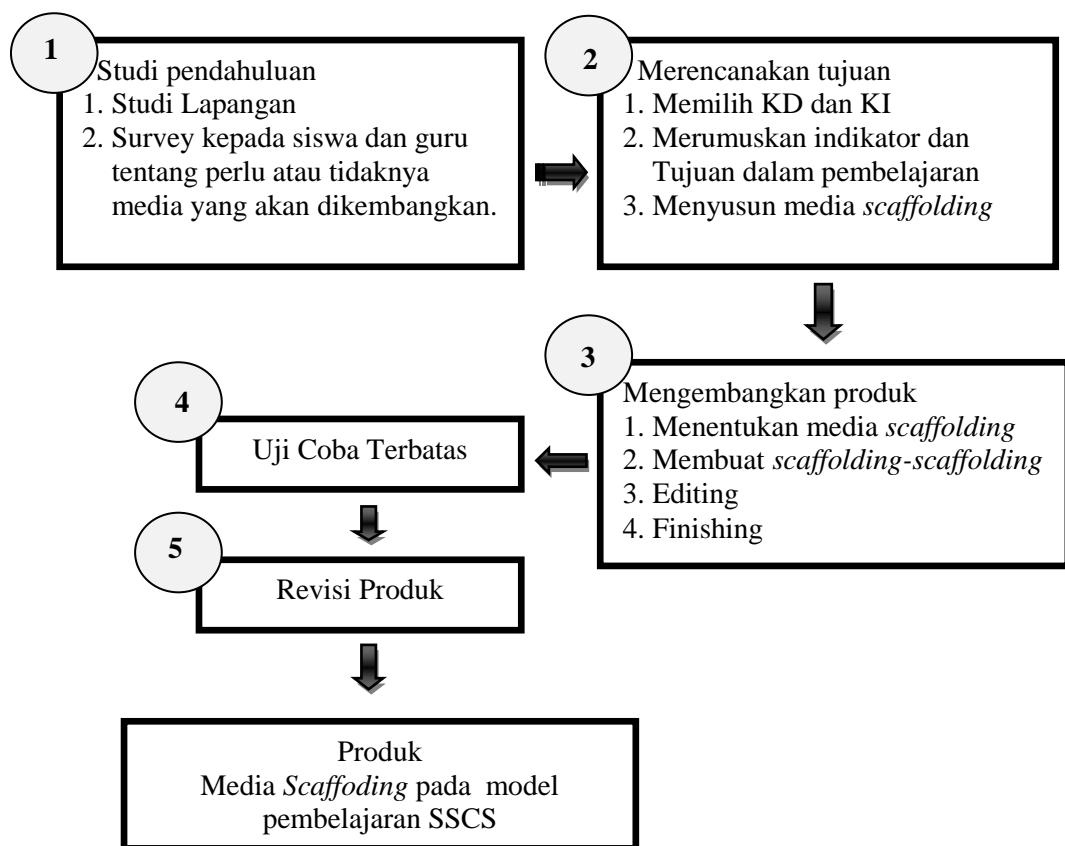 1
Studi pendahuluan
1. Studi Lapangan
2. Survey kepada siswa dan guru
tentang perlu atau tidaknya
media yang akan dikembangkan.
2
Merencanakan tujuan
1. Memilih KD dan KI
2. Merumuskan indikator dan
Tujuan dalam pembelajaran
3. Menyusun media scaffolding
3
Mengembangkan produk
1. Menentukan media scaffolding
2. Membuat scaffolding-scaffolding
3. Editing
4. Finishing
4
Uji Coba Terbatas
5
Revisi Produk
Produk
Media Scaffoding pada model
pembelajaran SSCS